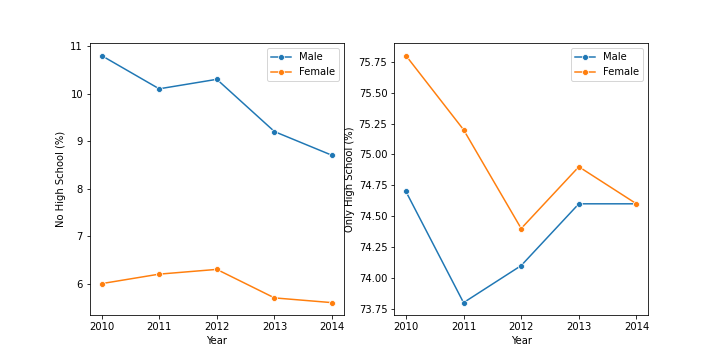 No High School (%)
11
10
9
8
7
6
2010 2011 2012 2013 2014
Year
Male
Female
Only High School (%)
75.75
75.50
75.25
75.00
74.75
74.50
74.25
74.00
73.75
2010 2011 2012 2013 2014
Year
Male
Female